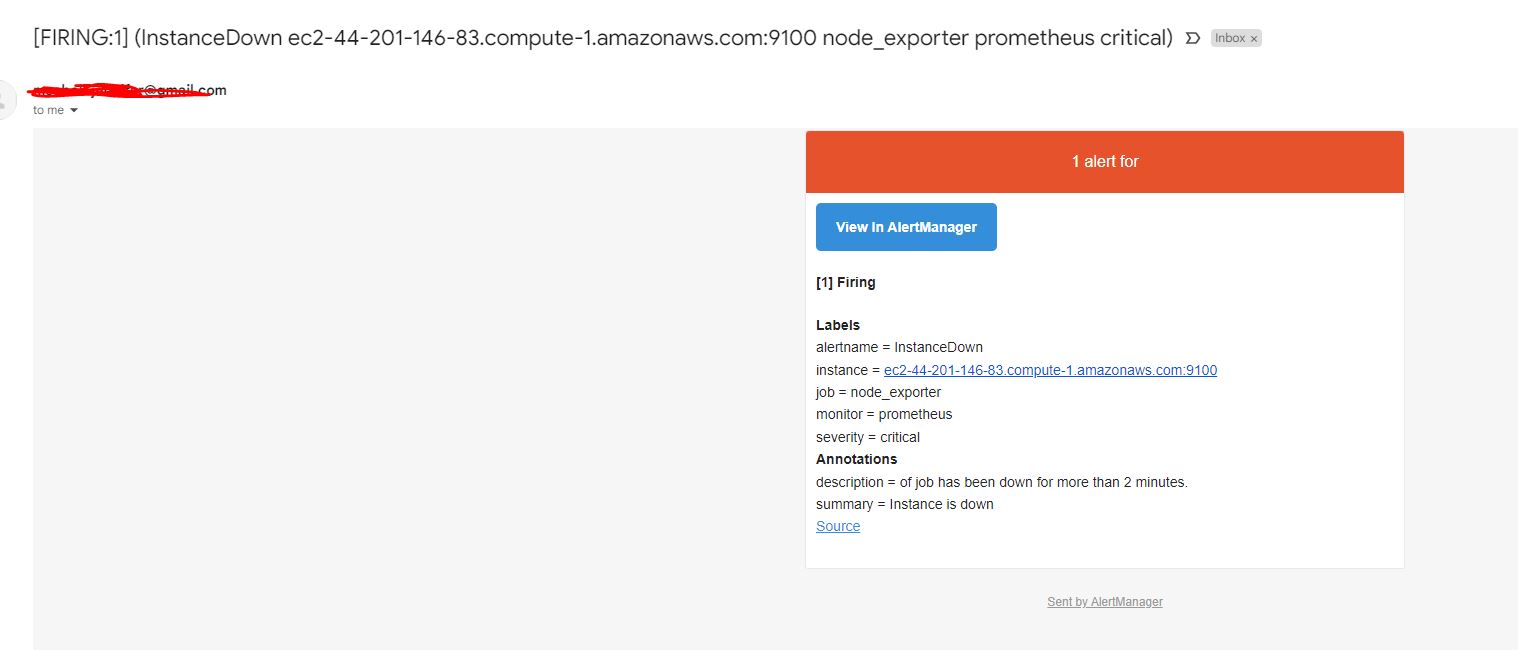 [FIRING:1] (InstanceDown ec2-44-201-146-83.compute-1.amazonaws.com:9100 node_exporter prometheus critical) Inbox ×
@gmail.com
to me
1 alert for
View In AlertManager
[1] Firing
Labels
alertname = InstanceDown
instance = ec2-44-201-146-83.compute-1.amazonaws.com:9100
job = node_exporter
monitor = prometheus
severity = critical
Annotations
description = of job has been down for more than 2 minutes.
summary = Instance is down
Source
Sent by AlertManager